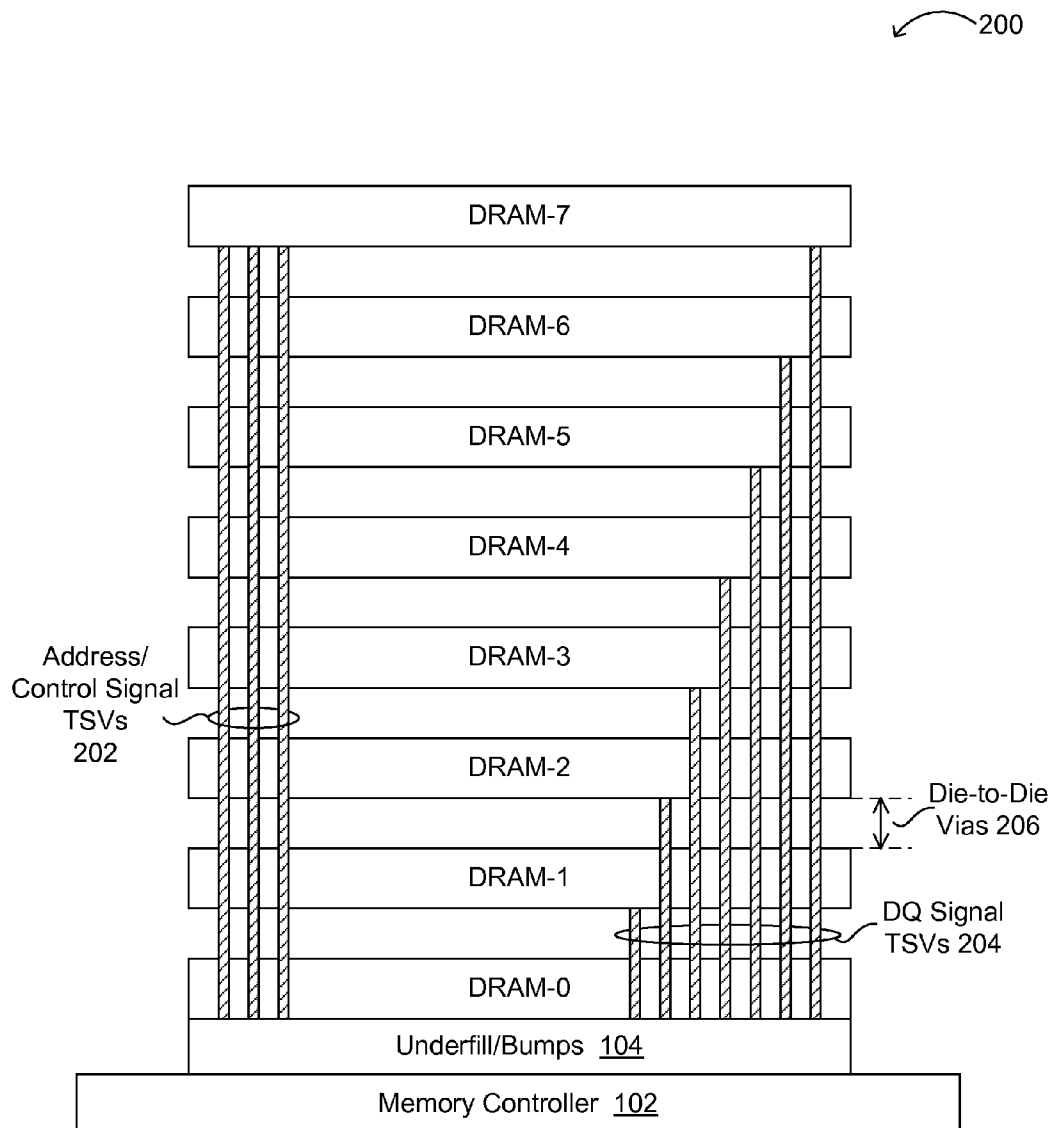 200
DRAM-7
DRAM-6
DRAM-5
DRAM-4
DRAM-3
Address/
Control Signal
TSVs
202
DRAM-2
Die-to-Die
Vias 206
DRAM-1
DQ Signal
TSVs 204
DRAM-0
Underfill/Bumps 104
Memory Controller 102